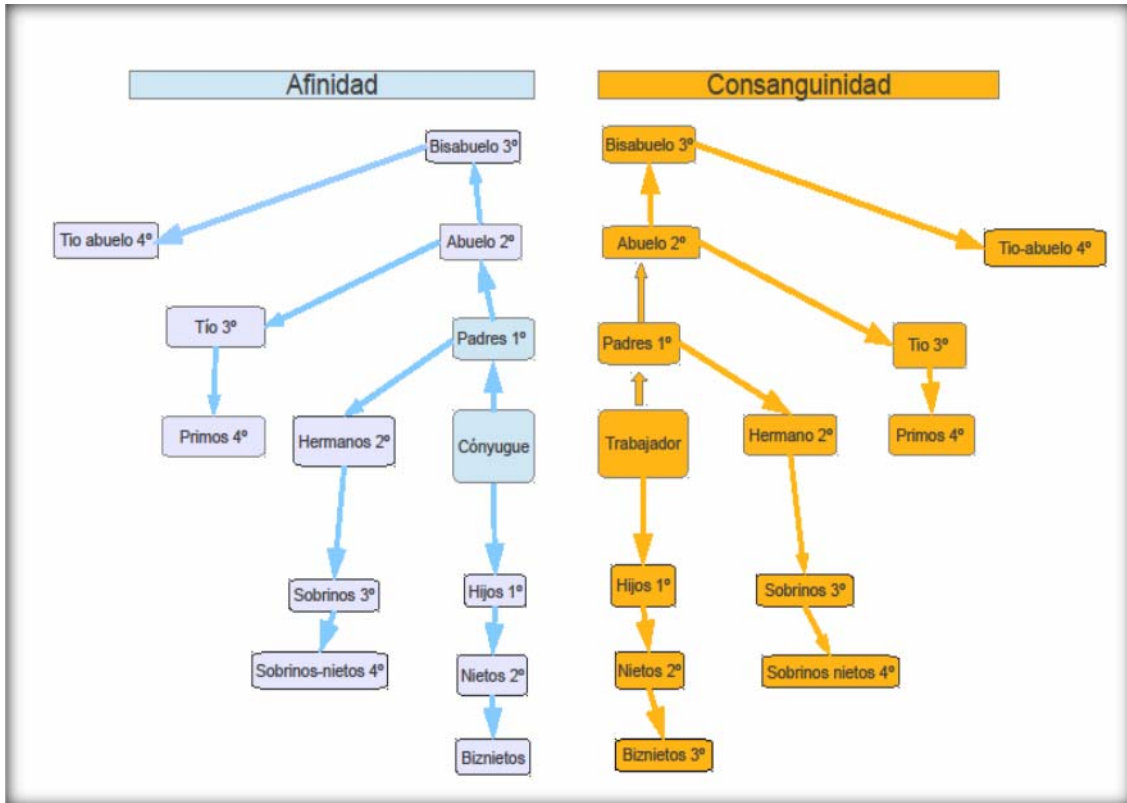 Afinidad
Consanguinidad
Bisabuelo 3º
Bisabuelo 3º
Tio abuelo 4º
Abuelo 2º
Abuelo 2º
Tio-abuelo 4º
Tío 3º
Padres 1º
Padres 1º
Tio 3º
Primos 4º
Hermanos 2º
Cónyugue
Trabajador
Hermano 2º
Primos 4º
Sobrinos 3º
Hijos 1º
Hijos 1º
Sobrinos 3º
Sobrinos-nietos 4º
Nietos 2º
Nietos 2º
Sobrinos nietos 4º
Biznietos
Biznietos 3º